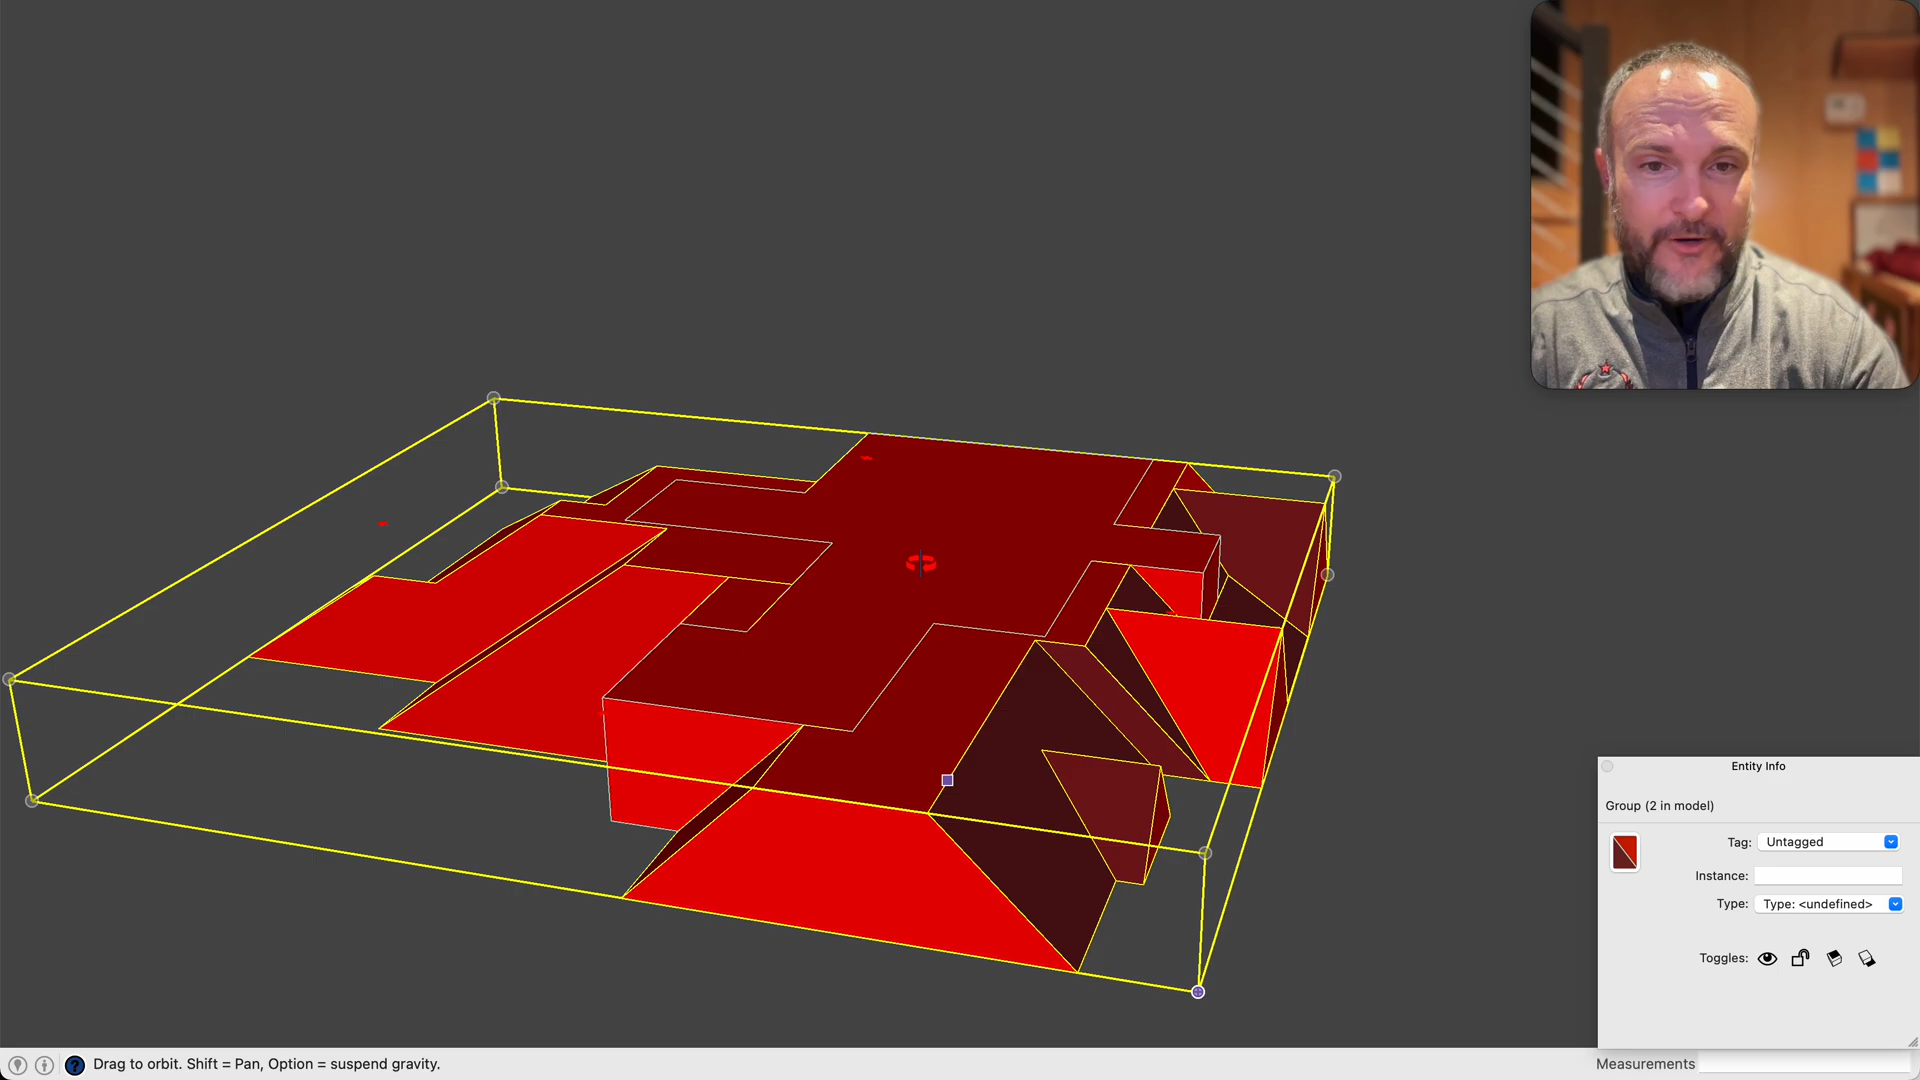 Entity Info
Group (2 in model)
Tag: Untagged
Instance:
Type: Type: <undefined>
Toggles:
? Drag to orbit. Shift = Pan, Option = suspend gravity.
Measurements